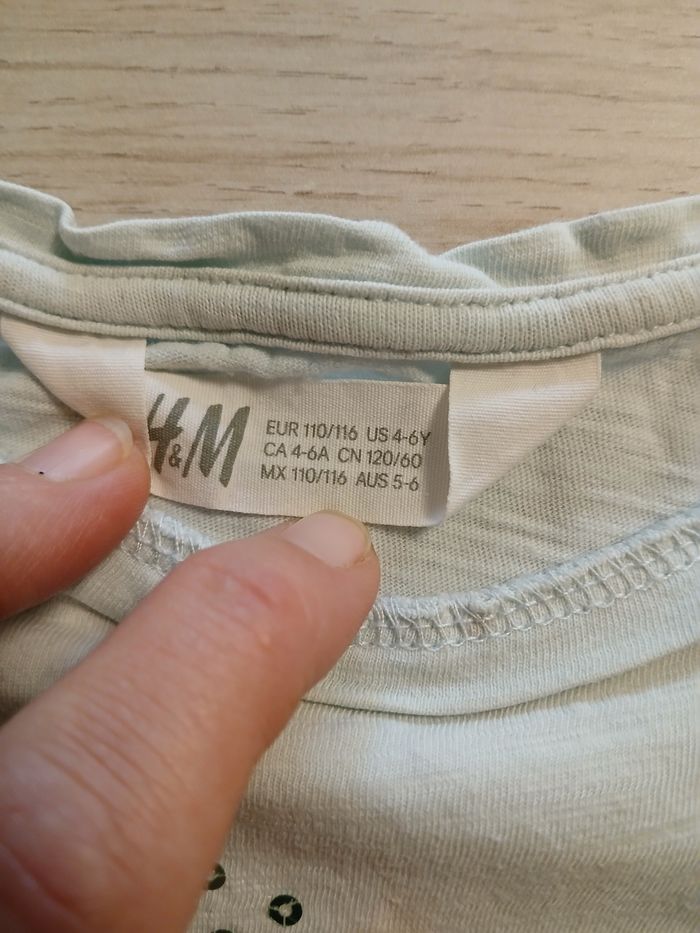 H&M
EUR 110/116 US 4-6Y
CA 4-6A CN 120/60
MX 110/116 AUS 5-6